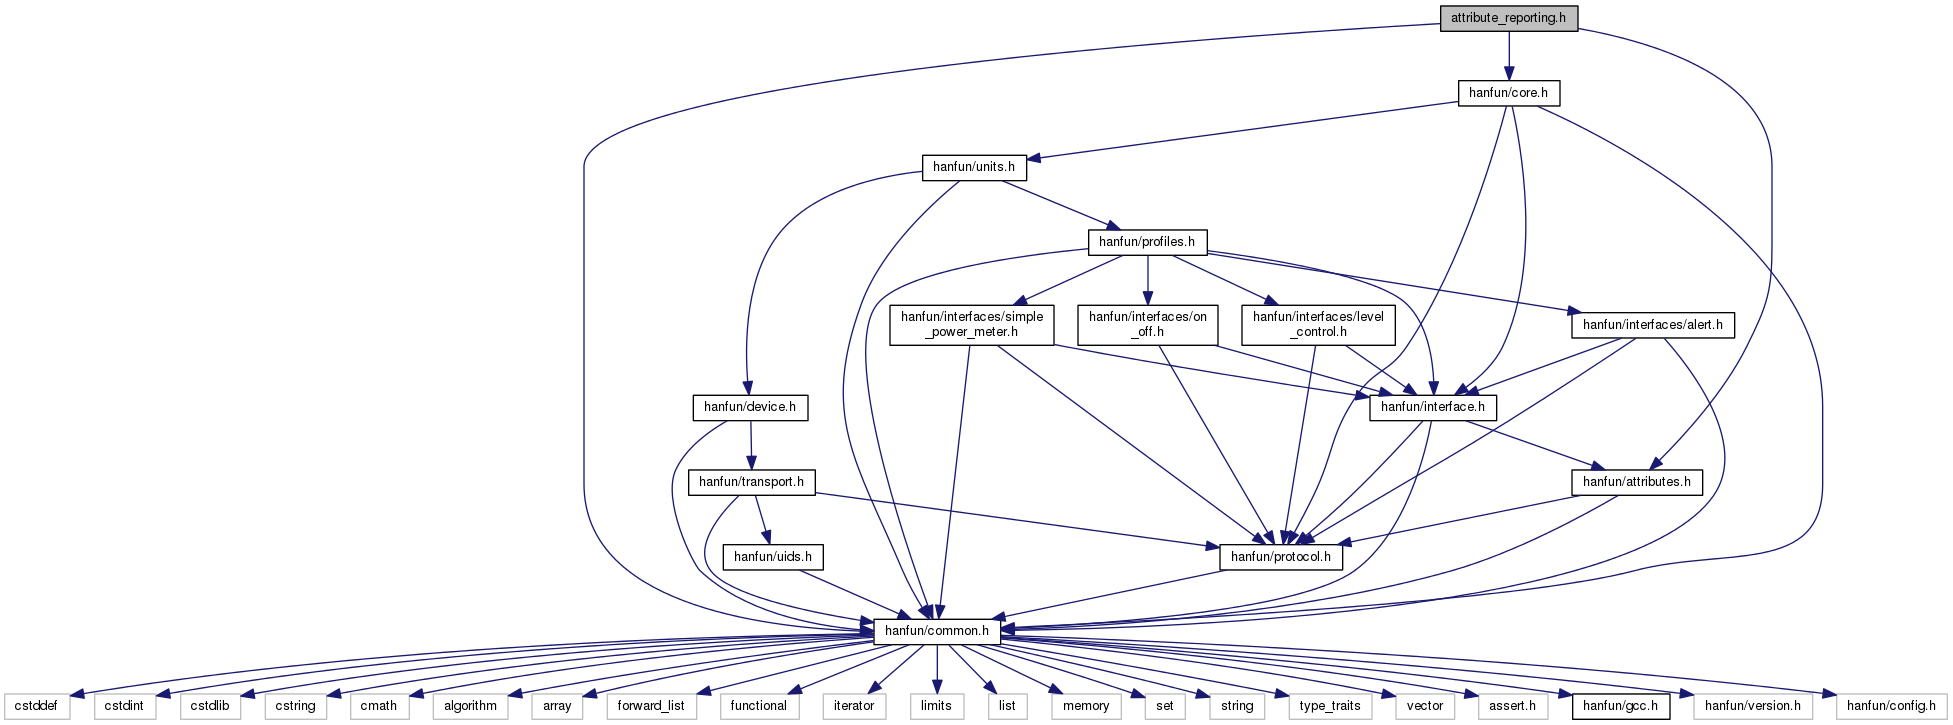 attribute_reporting.h
hanfun/core.h
hanfun/units.h
hanfun/profiles.h
hanfun/interfaces/simple
_power_meter.h
hanfun/interfaces/on
_off.h
hanfun/interfaces/level
_control.h
hanfun/interfaces/alert.h
hanfun/device.h
hanfun/interface.h
hanfun/transport.h
hanfun/attributes.h
hanfun/uids.h
hanfun/protocol.h
hanfun/common.h
cstddef
cstdint
cstdlib
cstring
cmath
algorithm
array
forward_list
functional
iterator
limits
list
memory
set
string
type_traits
vector
assert.h
hanfun/gcc.h
hanfun/version.h
hanfun/config.h